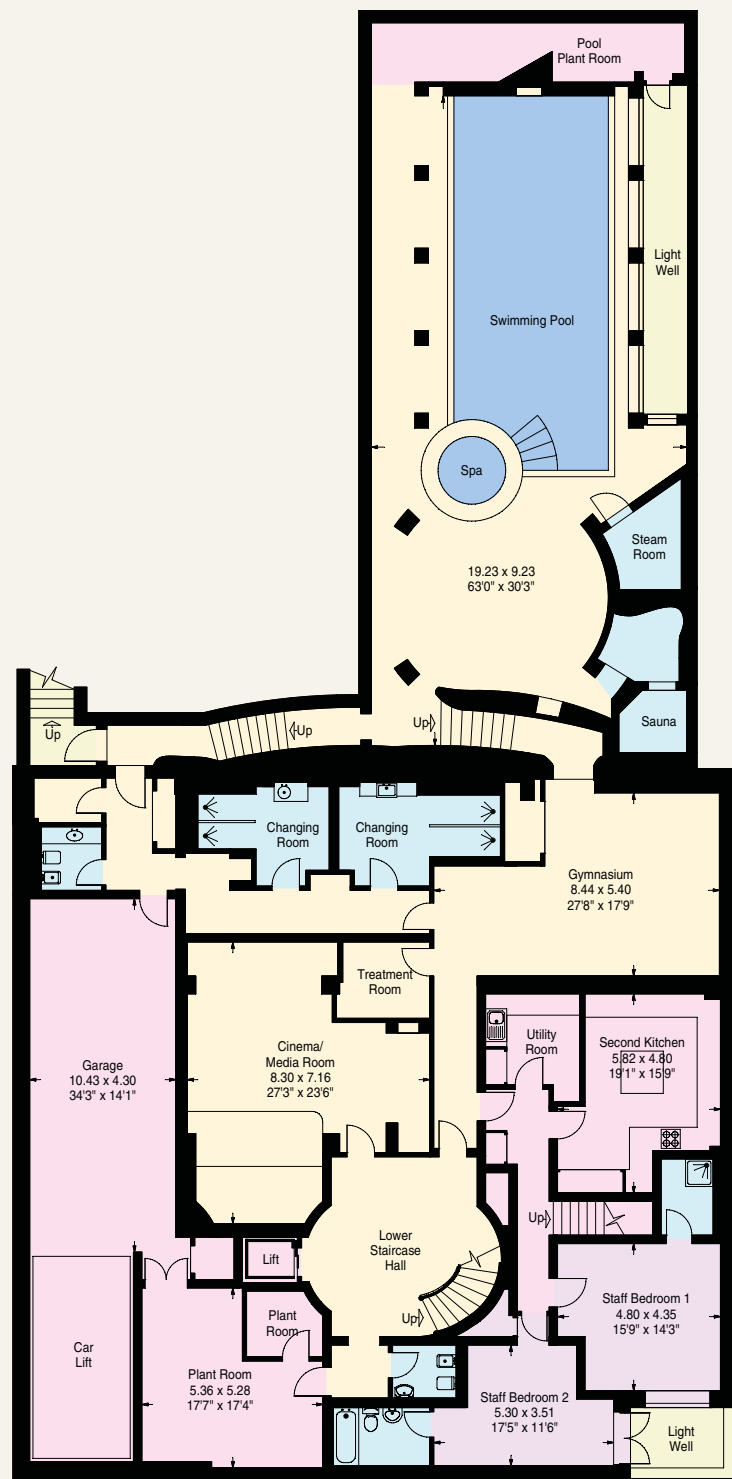 Pool
Plant Room
Light
Well
Swimming Pool
Spa
Steam
Room
19.23 x 9.23
63'0" x 30'3"
Sauna
Up
Up
Up
Changing
Room
Changing
Room
Gymnasium
8.44 x 5.40
27'8" x 17'9"
Treatment
Room
Cinema/
Media Room
8.30 x 7.16
27'3" x 23'6"
Garage
10.43 x 4.30
34'3" x 14'1"
Utility
Room
Second Kitchen
5.82 x 4.80
19'1" x 15'9"
Up
Lower
Staircase
Hall
Lift
Up
Plant
Room
Staff Bedroom 1
4.80 x 4.35
15'9" x 14'3"
Car
Lift
Plant Room
5.36 x 5.28
17'7" x 17'4"
Staff Bedroom 2
5.30 x 3.51
17'5" x 11'6"
Light
Well